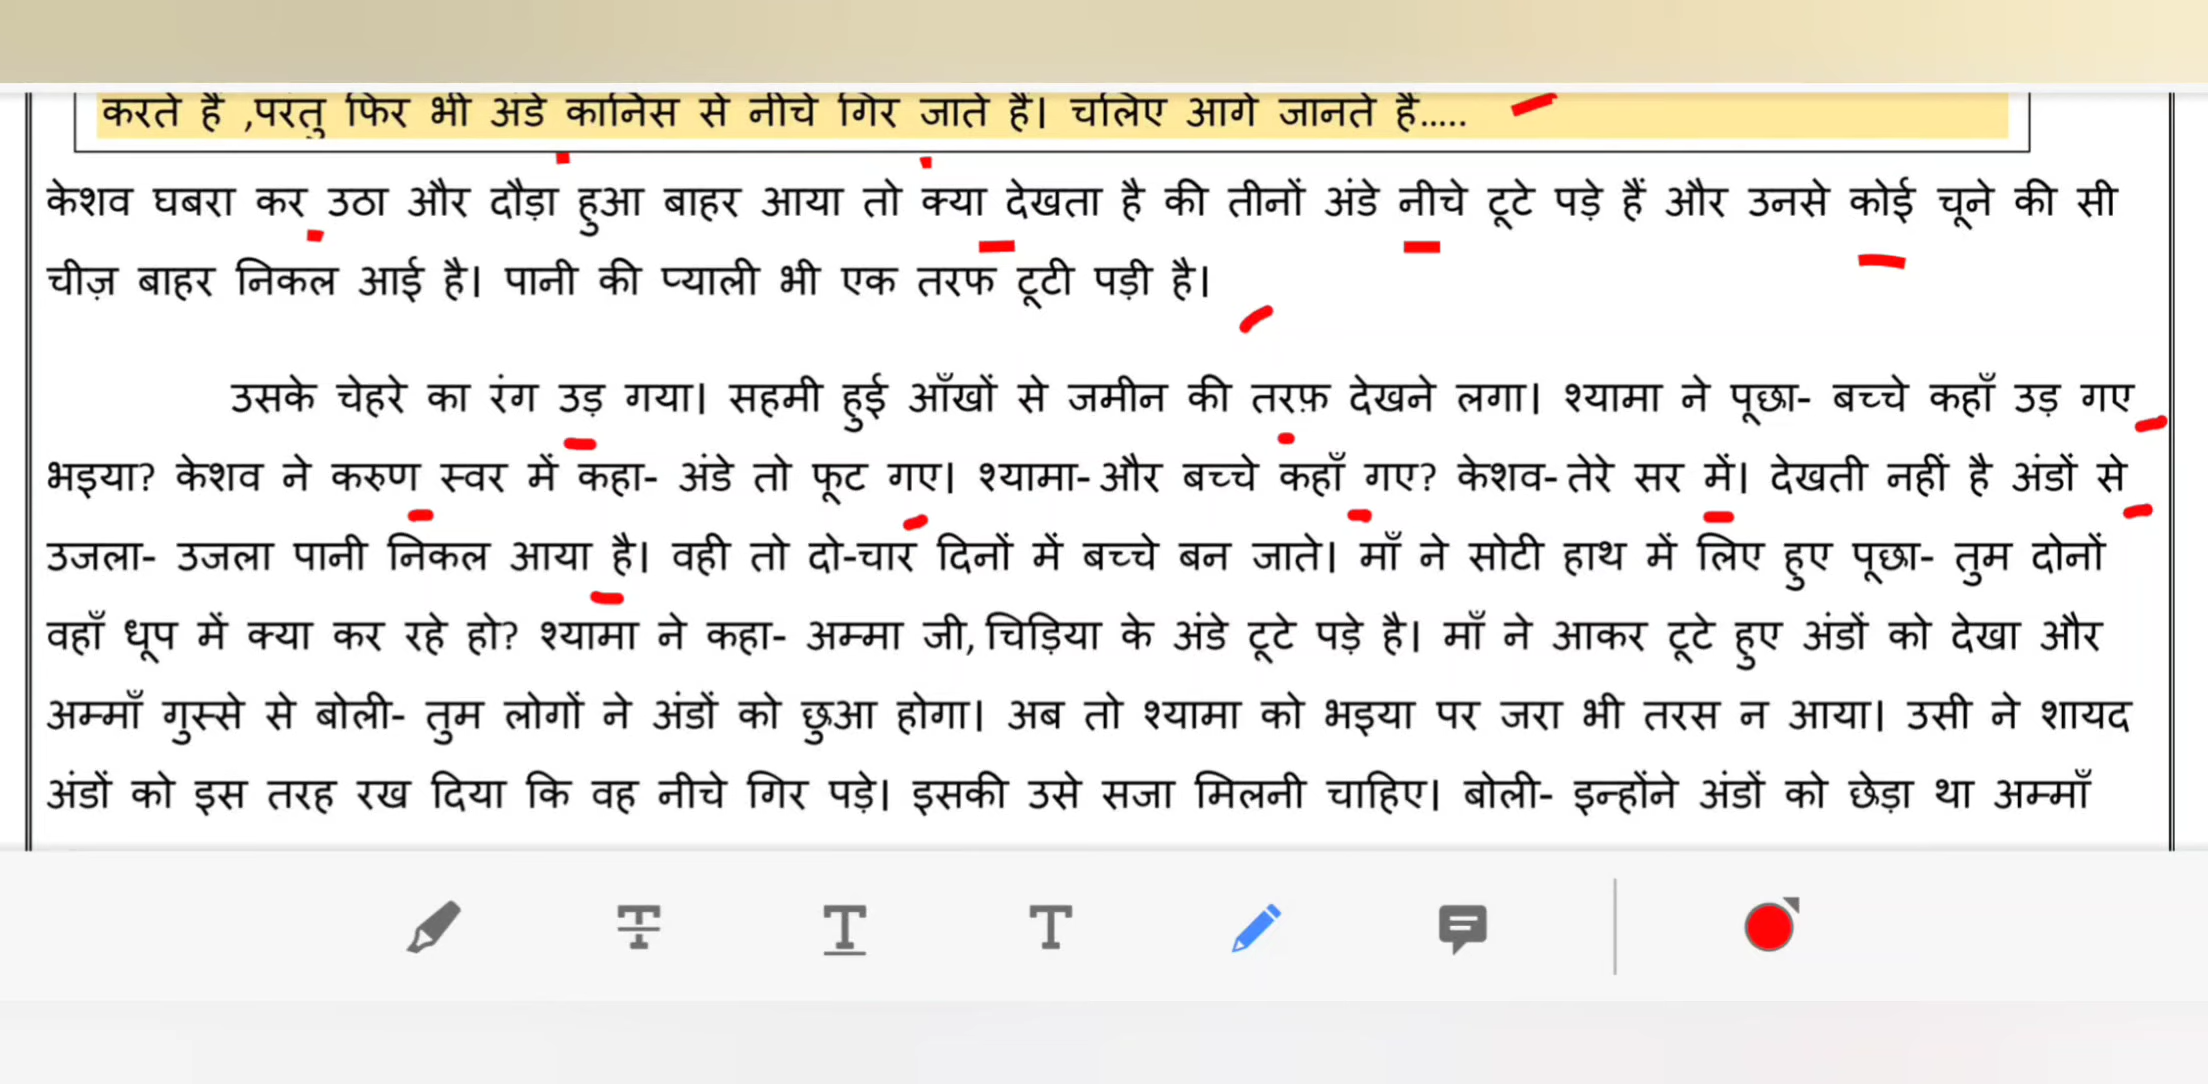 करते हैं ,परंतु फिर भी अंडे कार्निस से नीचे गिर जाते हैं। चलिए आगे जानते हैं.....
केशव घबरा कर उठा और दौड़ा हुआ बाहर आया तो क्या देखता है की तीनों अंडे नीचे टूटे पड़े हैं और उनसे कोई चूने की सी
चीज़ बाहर निकल आई है। पानी की प्याली भी एक तरफ टूटी पड़ी है।
उसके चेहरे का रंग उड़ गया। सहमी हुई आँखों से जमीन की तरफ़ देखने लगा। श्यामा ने पूछा- बच्चे कहाँ उड़ गए
भइया? केशव ने करुण स्वर में कहा- अंडे तो फूट गए। श्यामा- और बच्चे कहाँ गए? केशव- तेरे सर में। देखती नहीं है अंडों से
उजला- उजला पानी निकल आया है। वही तो दो-चार दिनों में बच्चे बन जाते। माँ ने सोटी हाथ में लिए हुए पूछा- तुम दोनों
वहाँ धूप में क्या कर रहे हो? श्यामा ने कहा- अम्मा जी, चिड़िया के अंडे टूटे पड़े है। माँ ने आकर टूटे हुए अंडों को देखा और
अम्माँ गुस्से से बोली- तुम लोगों ने अंडों को छुआ होगा। अब तो श्यामा को भइया पर जरा भी तरस न आया। उसी ने शायद
अंडों को इस तरह रख दिया कि वह नीचे गिर पड़े। इसकी उसे सजा मिलनी चाहिए। बोली- इन्होंने अंडों को छेड़ा था अम्माँ